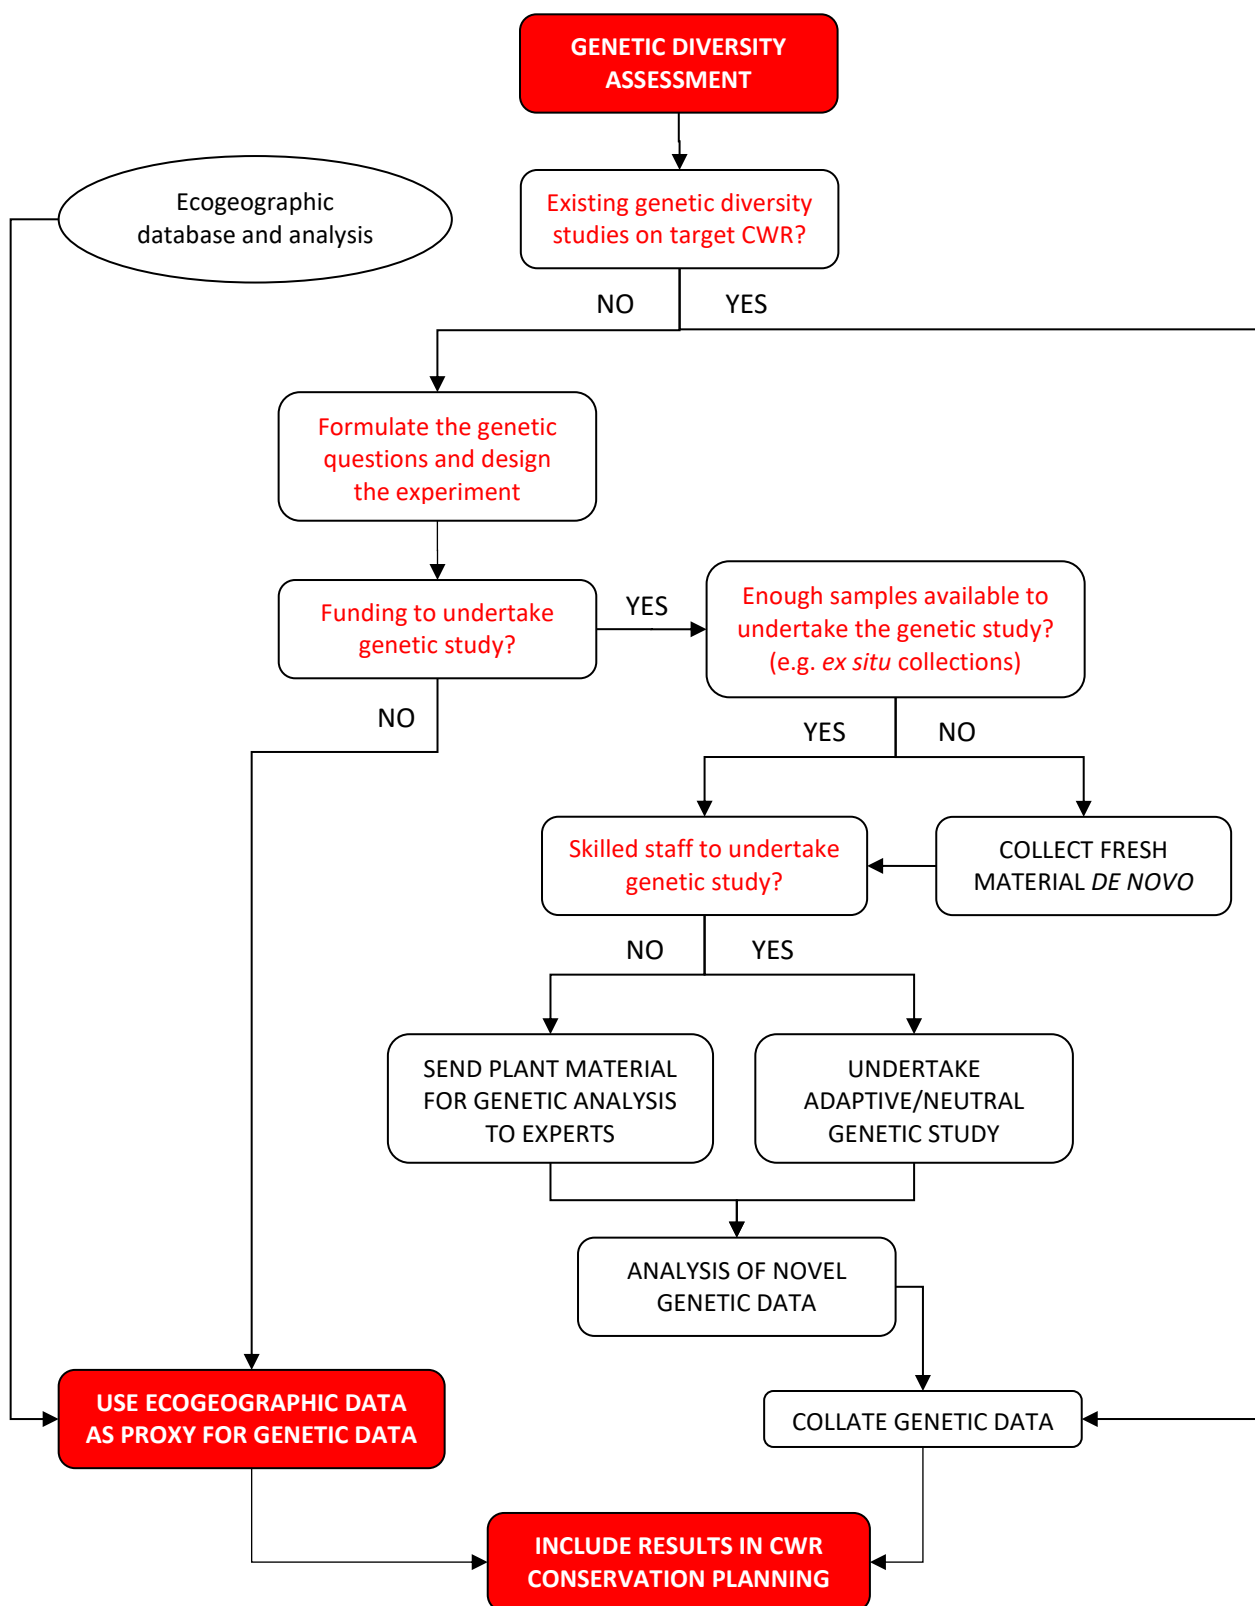 GENETIC DIVERSITY
ASSESSMENT
Ecogeographic
database and analysis
Existing genetic diversity
studies on target CWR?
NO
YES
Formulate the genetic
questions and design
the experiment
Funding to undertake
genetic study?
YES
Enough samples available to
undertake the genetic study?
(e.g. ex situ collections)
NO
YES
NO
Skilled staff to undertake
genetic study?
COLLECT FRESH
MATERIAL DE NOVO
NO
YES
SEND PLANT MATERIAL
FOR GENETIC ANALYSIS
TO EXPERTS
UNDERTAKE
ADAPTIVE/NEUTRAL
GENETIC STUDY
ANALYSIS OF NOVEL
GENETIC DATA
USE ECOGEOGRAPHIC DATA
AS PROXY FOR GENETIC DATA
COLLATE GENETIC DATA
INCLUDE RESULTS IN CWR
CONSERVATION PLANNING